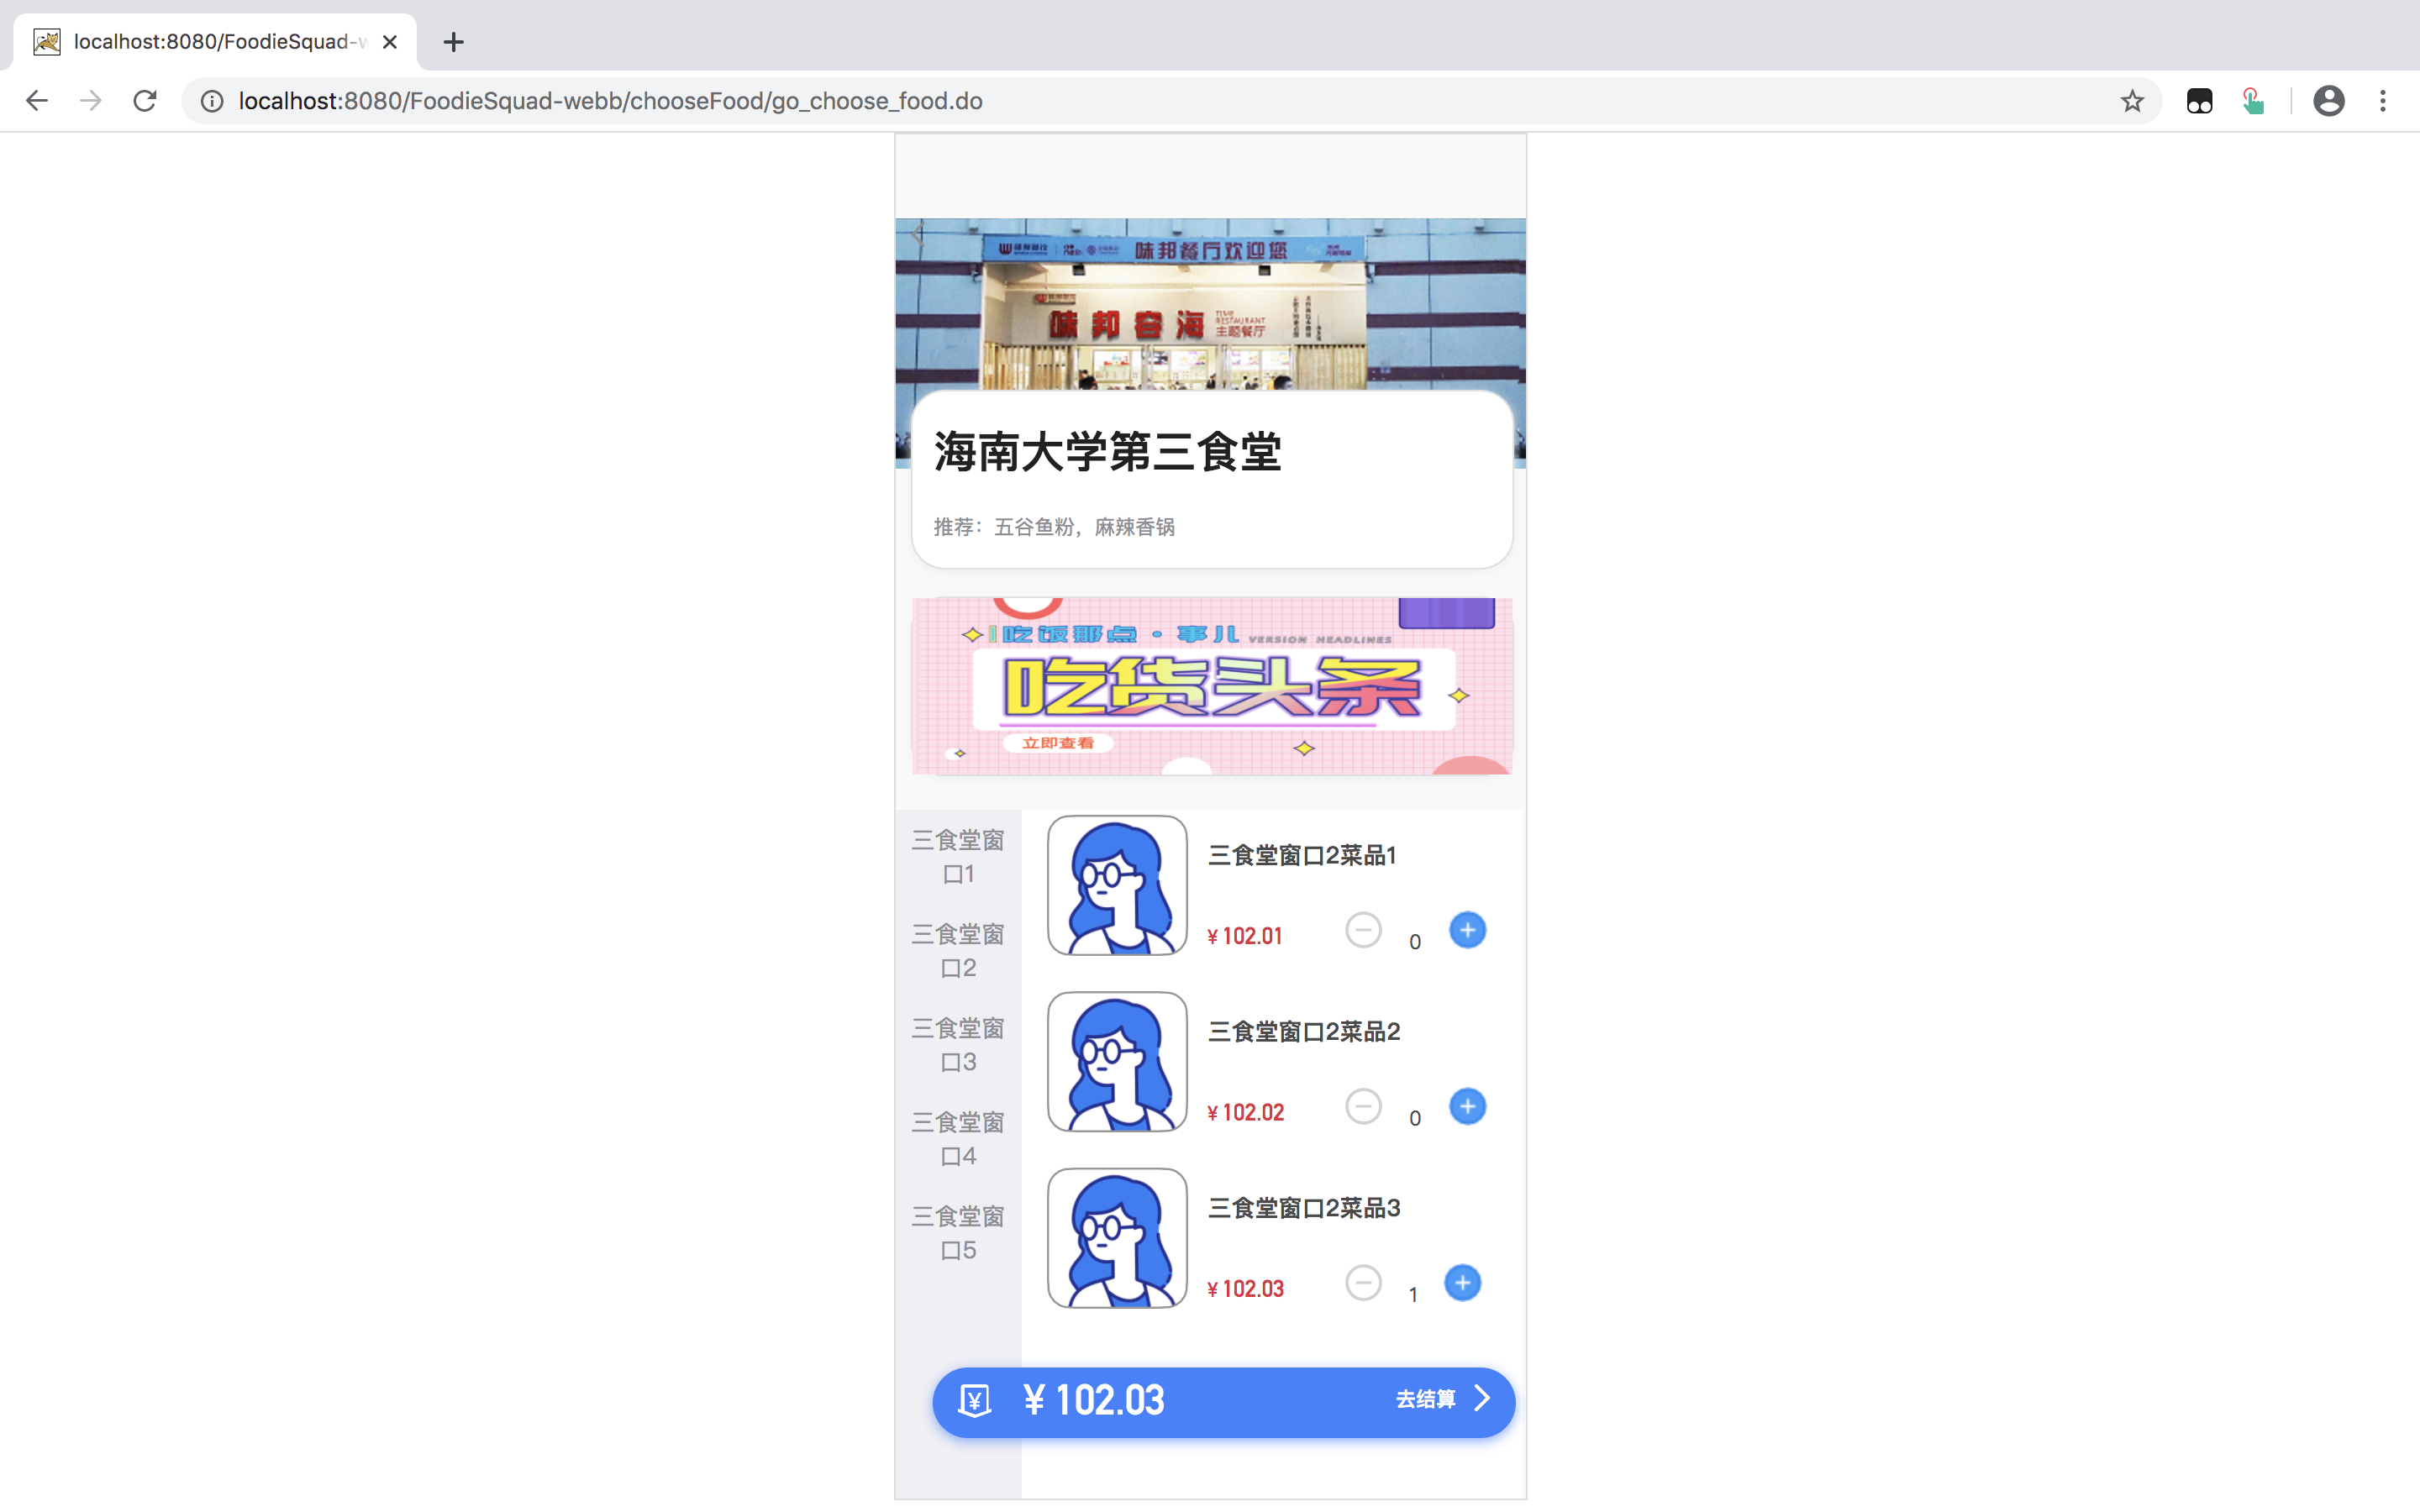 localhost:8080/FoodieSquad-w
localhost:8080/FoodieSquad-webb/chooseFood/go_choose_food.do
味邦餐厅欢迎您
味邦容海
TIME
RESTAURANT
主题餐厅
海南大学第三食堂
推荐：五谷鱼粉，麻辣香锅
吃饭那点·事儿 VERSION HEADLINES
吃货头条
立即查看
三食堂窗
口1
三食堂窗
口2
三食堂窗
口3
三食堂窗
口4
三食堂窗
口5
三食堂窗口2菜品1
¥ 102.01
0
三食堂窗口2菜品2
¥ 102.02
0
三食堂窗口2菜品3
¥ 102.03
1
¥ 102.03
去结算